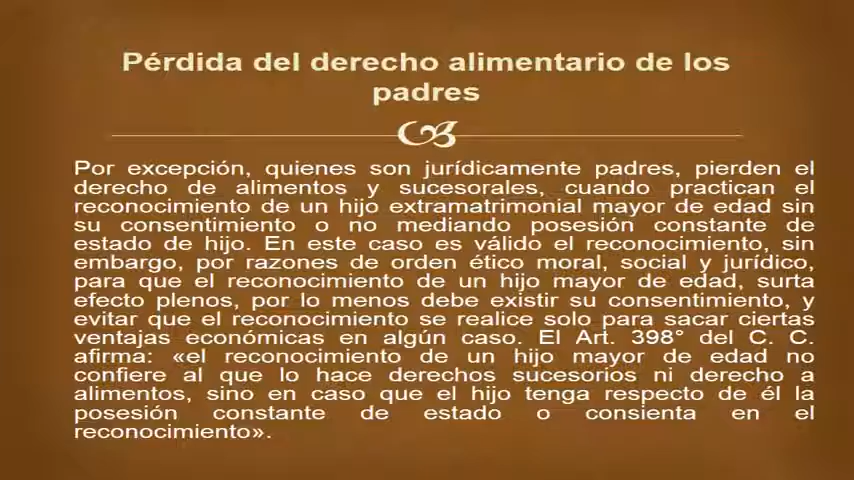 Pérdida del derecho alimentario de los
padres
Por excepción, quienes son jurídicamente padres, pierden el
derecho de alimentos y sucesorales, cuando practican el
reconocimiento de un hijo extramatrimonial mayor de edad sin
su consentimiento o no mediando posesión constante de
estado de hijo. En este caso es válido el reconocimiento, sin
embargo, por razones de orden ético moral, social y jurídico,
para que el reconocimiento de un hijo mayor de edad, surta
efecto plenos, por lo menos debe existir su consentimiento, y
evitar que el reconocimiento se realice solo para sacar ciertas
ventajas económicas en algún caso. El Art. 398° del C. C.
afirma: «el reconocimiento de un hijo mayor de edad no
confiere al que lo hace derechos sucesorios ni derecho a
alimentos, sino en caso que el hijo tenga respecto de él la
posesión constante de estado o consienta en el
reconocimiento».